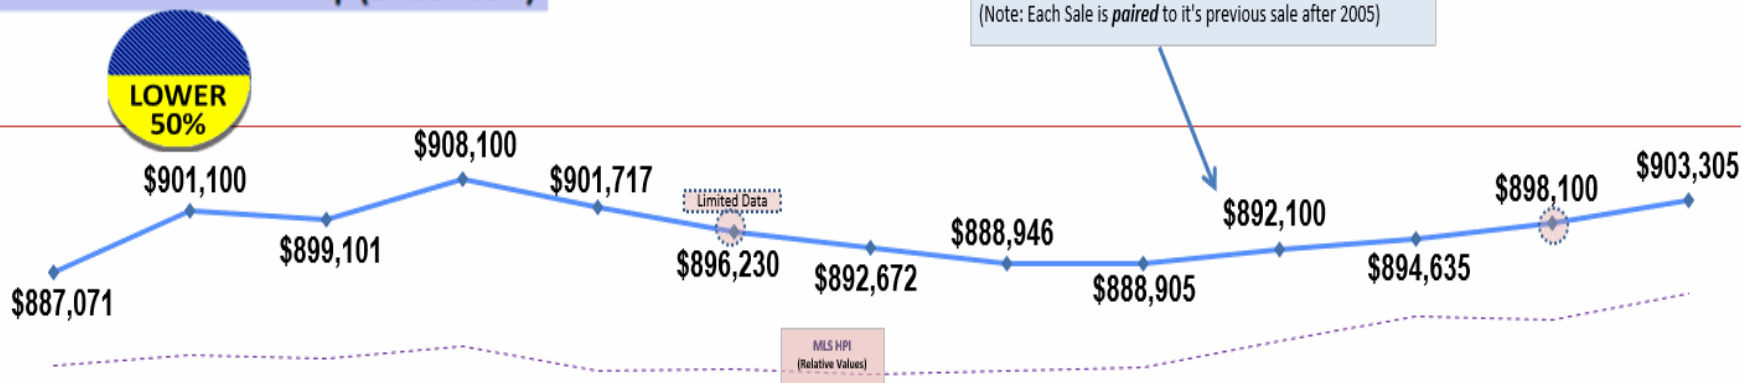 (Note: Each Sale is paired to it's previous sale after 2005)
LOWER
50%
$887,071
$901,100
$899,101
$908,100
$901,717
Limited Data
$896,230
$892,672
$888,946
$888,905
$892,100
$894,635
$898,100
$903,305
MLS HPI
(Relative Values)